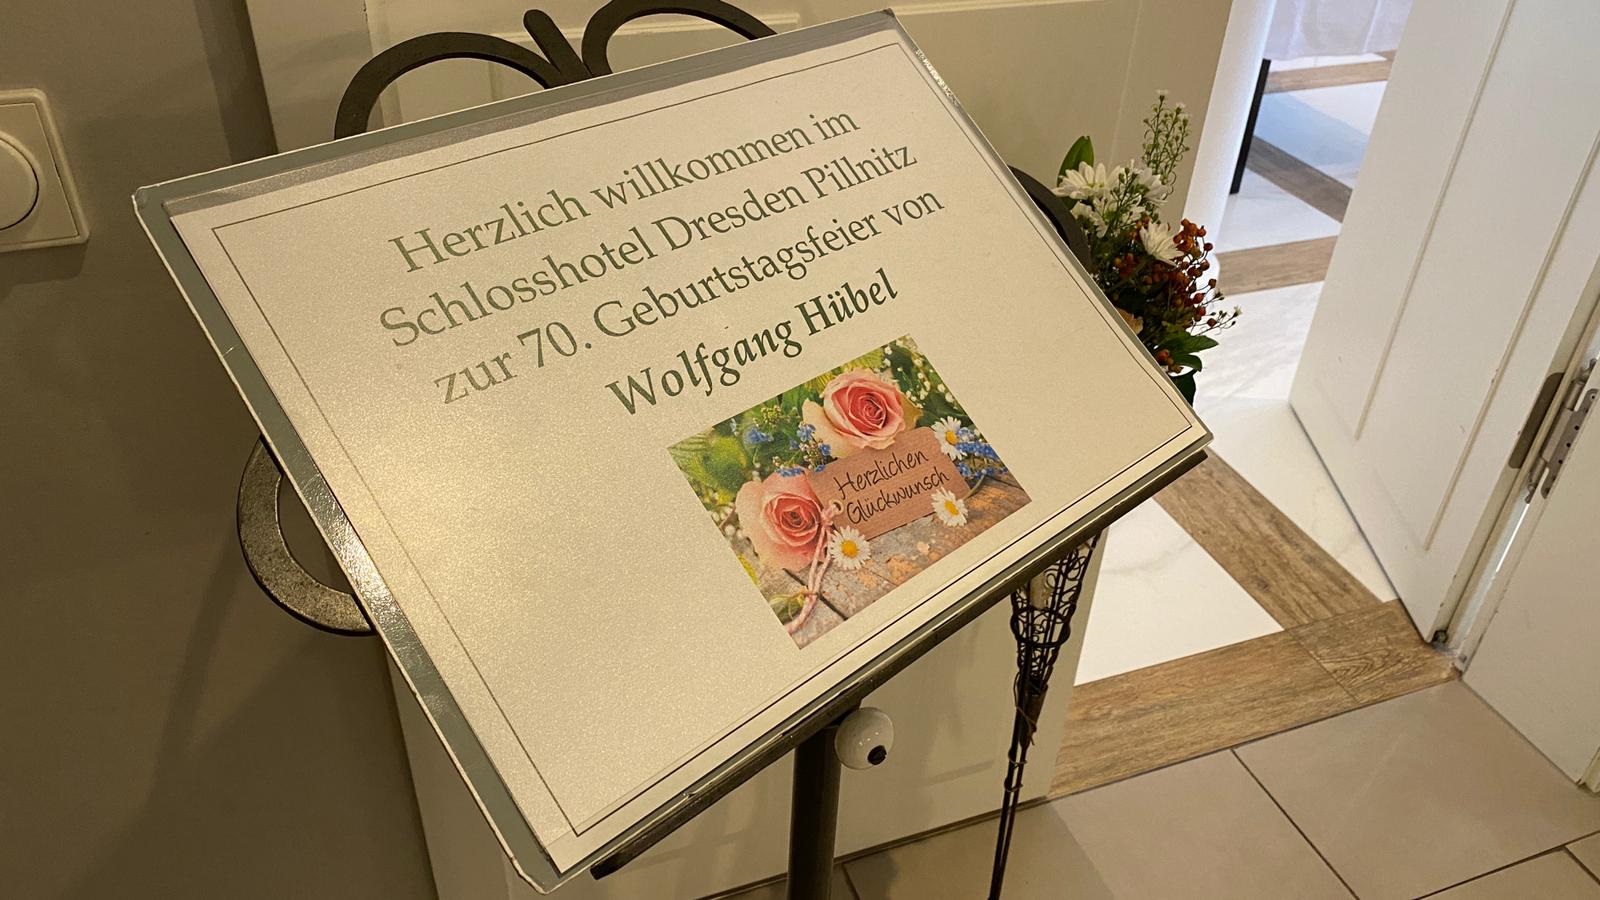 Herzlich willkommen im
Schlosshotel Dresden Pillnitz
zur 70. Geburtstagsfeier von
Wolfgang Hübel
Herzlichen
Glückwunsch